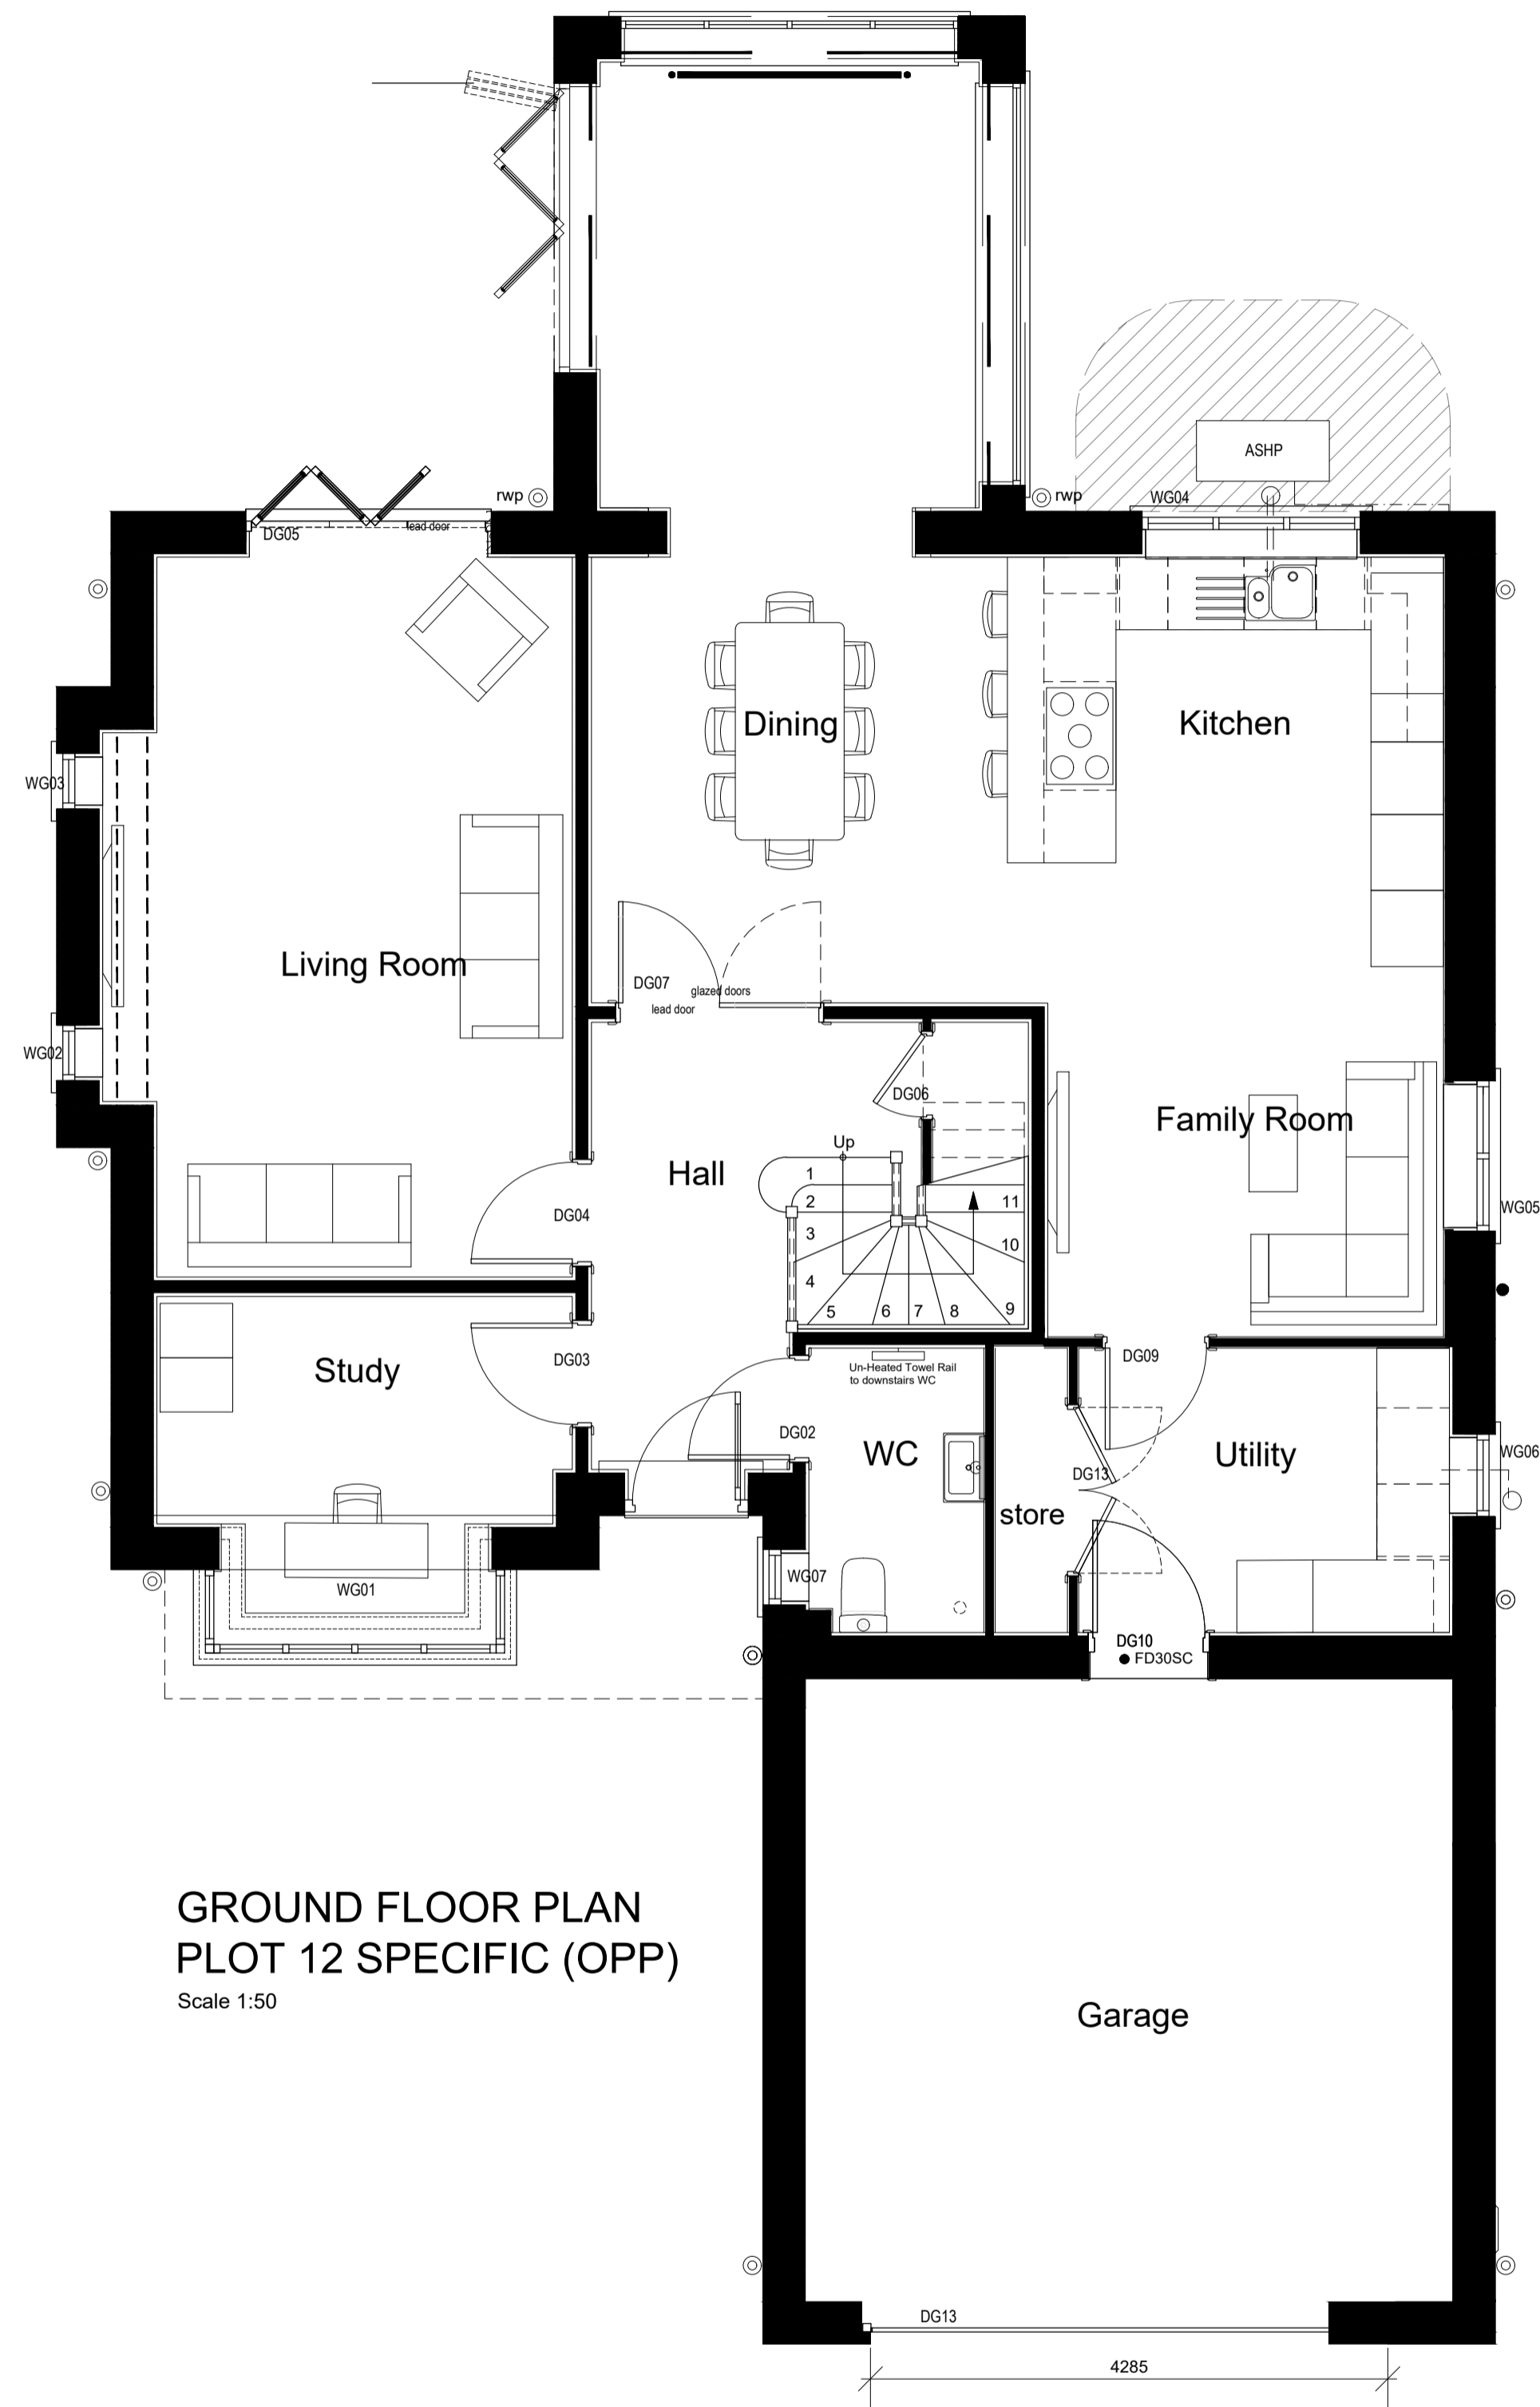 ASHP
rwp
rwp
WG04
DG05
lead door
Dining
Kitchen
WG03
Living Room
DG07
glazed doors
lead door
WG02
DG06
Family Room
Up
Hall
1
2
3
4
5
6
7
8
9
10
11
WG05
DG04
DG03
Study
Un-Heated Towel Rail
to downstairs WC
DG09
DG02
WC
DG13
Utility
WG06
store
WG07
WG01
DG10
FD30SC
GROUND FLOOR PLAN
PLOT 12 SPECIFIC (OPP)
Scale 1:50
Garage
DG13
4285